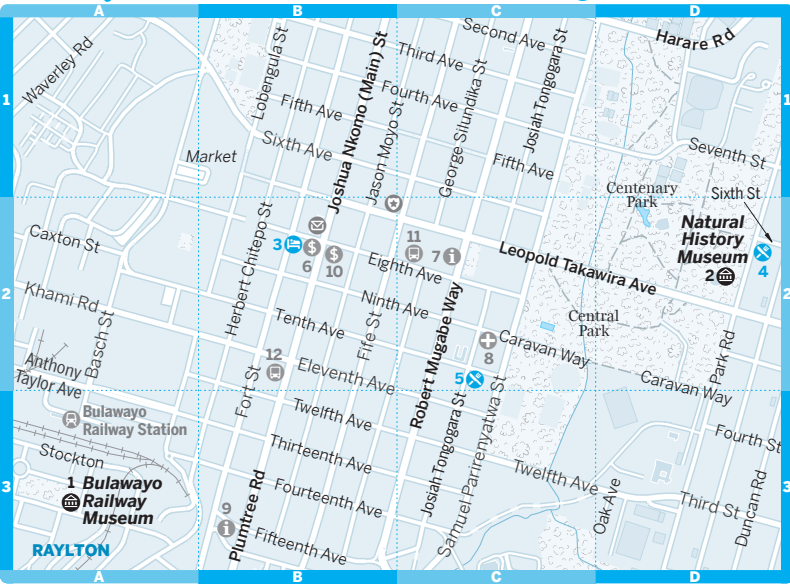 A
B
C
D
1
1
2
2
3
3
Waverley Rd
Lobengula St
Joshua Nkomo (Main) St
Second Ave
Third Ave
Fourth Ave
Fifth Ave
Sixth Ave
Jason Moyo St
George Silundika St
Josiah Tongogara St
Fifth Ave
Harare Rd
Market
Seventh St
Centenary
Park
Sixth St
Natural
History
Museum
2
4
Caxton St
Herbert Chitepo St
3
6
10
11
7
Eighth Ave
Leopold Takawira Ave
Khami Rd
Ninth Ave
Tenth Ave
Fife St
Robert Mugabe Way
Central
Park
Basch St
Anthony
Taylor Ave
12
Fort St
Eleventh Ave
8
Caravan Way
5
Park Rd
Caravan Way
Bulawayo
Railway Station
Twelfth Ave
Josiah Tongogara St
Samuel Parirenyatwa St
Fourth St
Stockton
Thirteenth Ave
Twelfth Ave
1 Bulawayo
Railway
Museum
Fourteenth Ave
Oak Ave
Third St
Duncan Rd
9
Plumtree Rd
Fifteenth Ave
RAYLTON
A
B
C
D